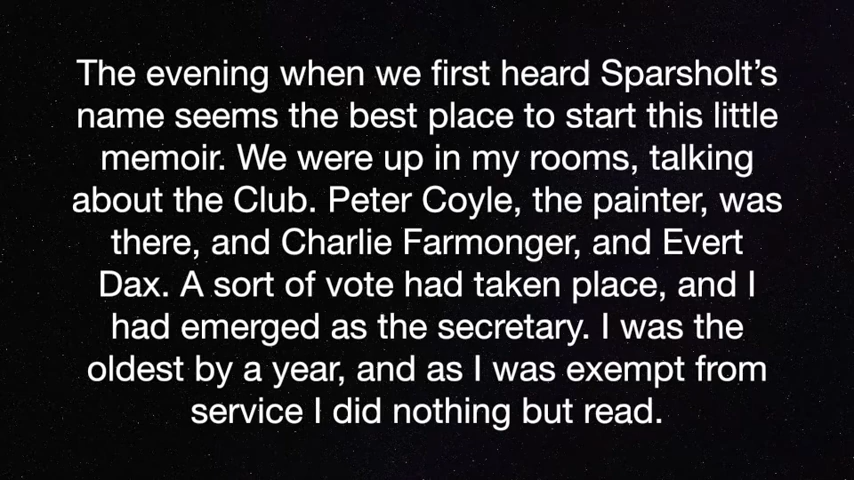 The evening when we first heard Sparsholt’s
name seems the best place to start this little
memoir. We were up in my rooms, talking
about the Club. Peter Coyle, the painter, was
there, and Charlie Farmonger, and Evert
Dax. A sort of vote had taken place, and I
had emerged as the secretary. I was the
oldest by a year, and as I was exempt from
service I did nothing but read.